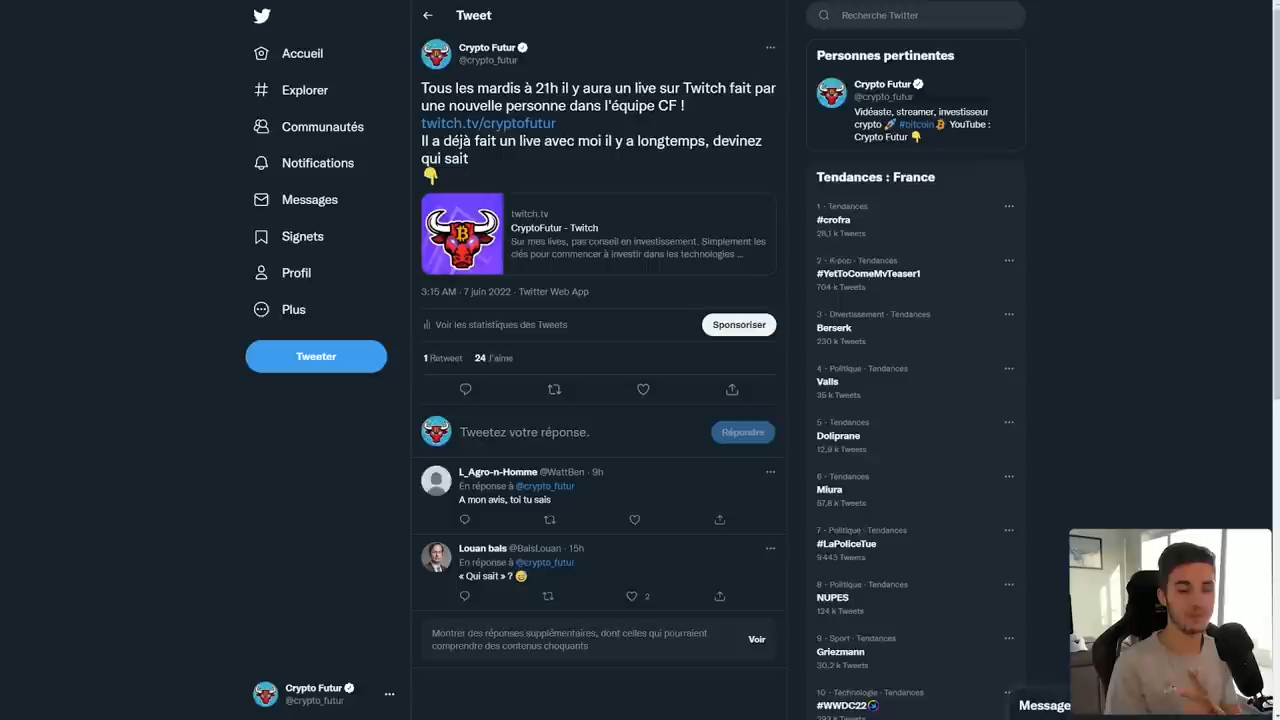 Tweet
Recherche Twitter
Accueil
Explorer
Communautés
Notifications
Messages
Signets
Profil
Plus
Tweeter
Crypto Futur
@crypto_futur
Crypto Futur
@crypto_futur
Tous les mardis à 21h il y aura un live sur Twitch fait par
une nouvelle personne dans l'équipe CF !
twitch.tv/cryptofutur
Il a déjà fait un live avec moi il y a longtemps, devinez
qui sait
👇
twitch.tv
CryptoFutur - Twitch
Sur mes lives, pas conseil en investissement. Simplement les
clés pour commencer à investir dans les technologies ...
3:15 AM · 7 juin 2022 · Twitter Web App
Voir les statistiques des Tweets
Sponsoriser
1 Retweet 24 J'aime
Tweetez votre réponse.
Répondre
L_Agro-n-Homme @WattBen · 9h
En réponse à @crypto_futur
A mon avis, toi tu sais
Louan bals @BalsLouan · 15h
En réponse à @crypto_futur
« Qui sait » ? 😅
2
Montrer des réponses supplémentaires, dont celles qui pourraient
comprendre des contenus choquants
Voir
Personnes pertinentes
Crypto Futur
@crypto_futur
Vidéaste, streamer, investisseur
crypto 🚀 #bitcoin YouTube :
Crypto Futur 👇
Tendances : France
1 · Tendances
#crofra
28,1 k Tweets
2 · K-pop · Tendances
#YetToComeMvTeaser1
704 k Tweets
3 · Divertissement · Tendances
Berserk
230 k Tweets
4 · Politique · Tendances
Valls
35 k Tweets
5 · Tendances
Doliprane
12,9 k Tweets
6 · Tendances
Miura
57,8 k Tweets
7 · Politique · Tendances
#LaPoliceTue
9 443 Tweets
8 · Politique · Tendances
NUPES
124 k Tweets
9 · Sport · Tendances
Griezmann
30,2 k Tweets
10 · Technologie · Tendances
#WWDC22
Message